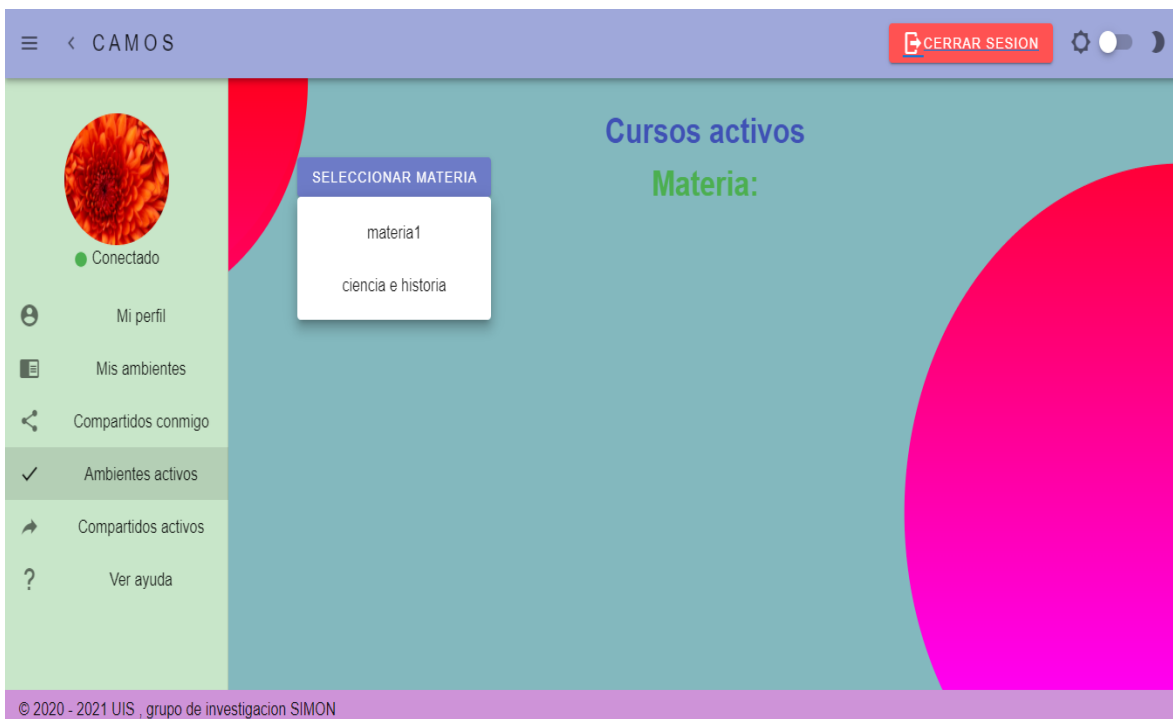 CAMOS
CERRAR SESION
Conectado
Mi perfil
Mis ambientes
Compartidos conmigo
Ambientes activos
Compartidos activos
Ver ayuda
Cursos activos
SELECCIONAR MATERIA
Materia:
materia1
ciencia e historia
© 2020 - 2021 UIS , grupo de investigacion SIMON